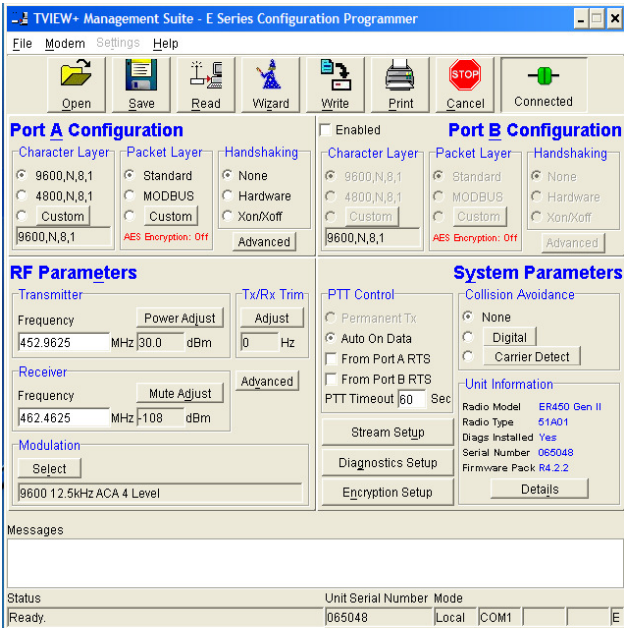 TVIEW+ Management Suite - E Series Configuration Programmer
File Modem Settings Help
Open Save Read Wizard Write Print Cancel Connected
STOP
Port A Configuration
Character Layer
9600,N,8,1
4800,N,8,1
Custom
9600,N,8,1
Packet Layer
Standard
MODBUS
Custom
AES Encryption: Off
Handshaking
None
Hardware
Xon/Xoff
Advanced
Enabled
Port B Configuration
Character Layer
9600,N,8,1
4800,N,8,1
Custom
9600,N,8,1
Packet Layer
Standard
MODBUS
Custom
AES Encryption: Off
Handshaking
None
Hardware
Xon/Xoff
Advanced
RF Parameters
Transmitter
Frequency Power Adjust
452.9625 MHz 30.0 dBm
Tx/Rx Trim
Adjust
0 Hz
Receiver
Frequency Mute Adjust
462.4625 MHz -108 dBm
Advanced
Modulation
Select
9600 12.5kHz ACA 4 Level
System Parameters
PTT Control
Permanent Tx
Auto On Data
From Port A RTS
From Port B RTS
PTT Timeout 60 Sec
Stream Setup
Diagnostics Setup
Encryption Setup
Collision Avoidance
None
Digital
Carrier Detect
Unit Information
Radio Model ER450 Gen II
Radio Type 51A01
Diags Installed Yes
Serial Number 065048
Firmware Pack R4.2.2
Details
Messages
Status Unit Serial Number Mode
Ready. 065048 Local COM1 E